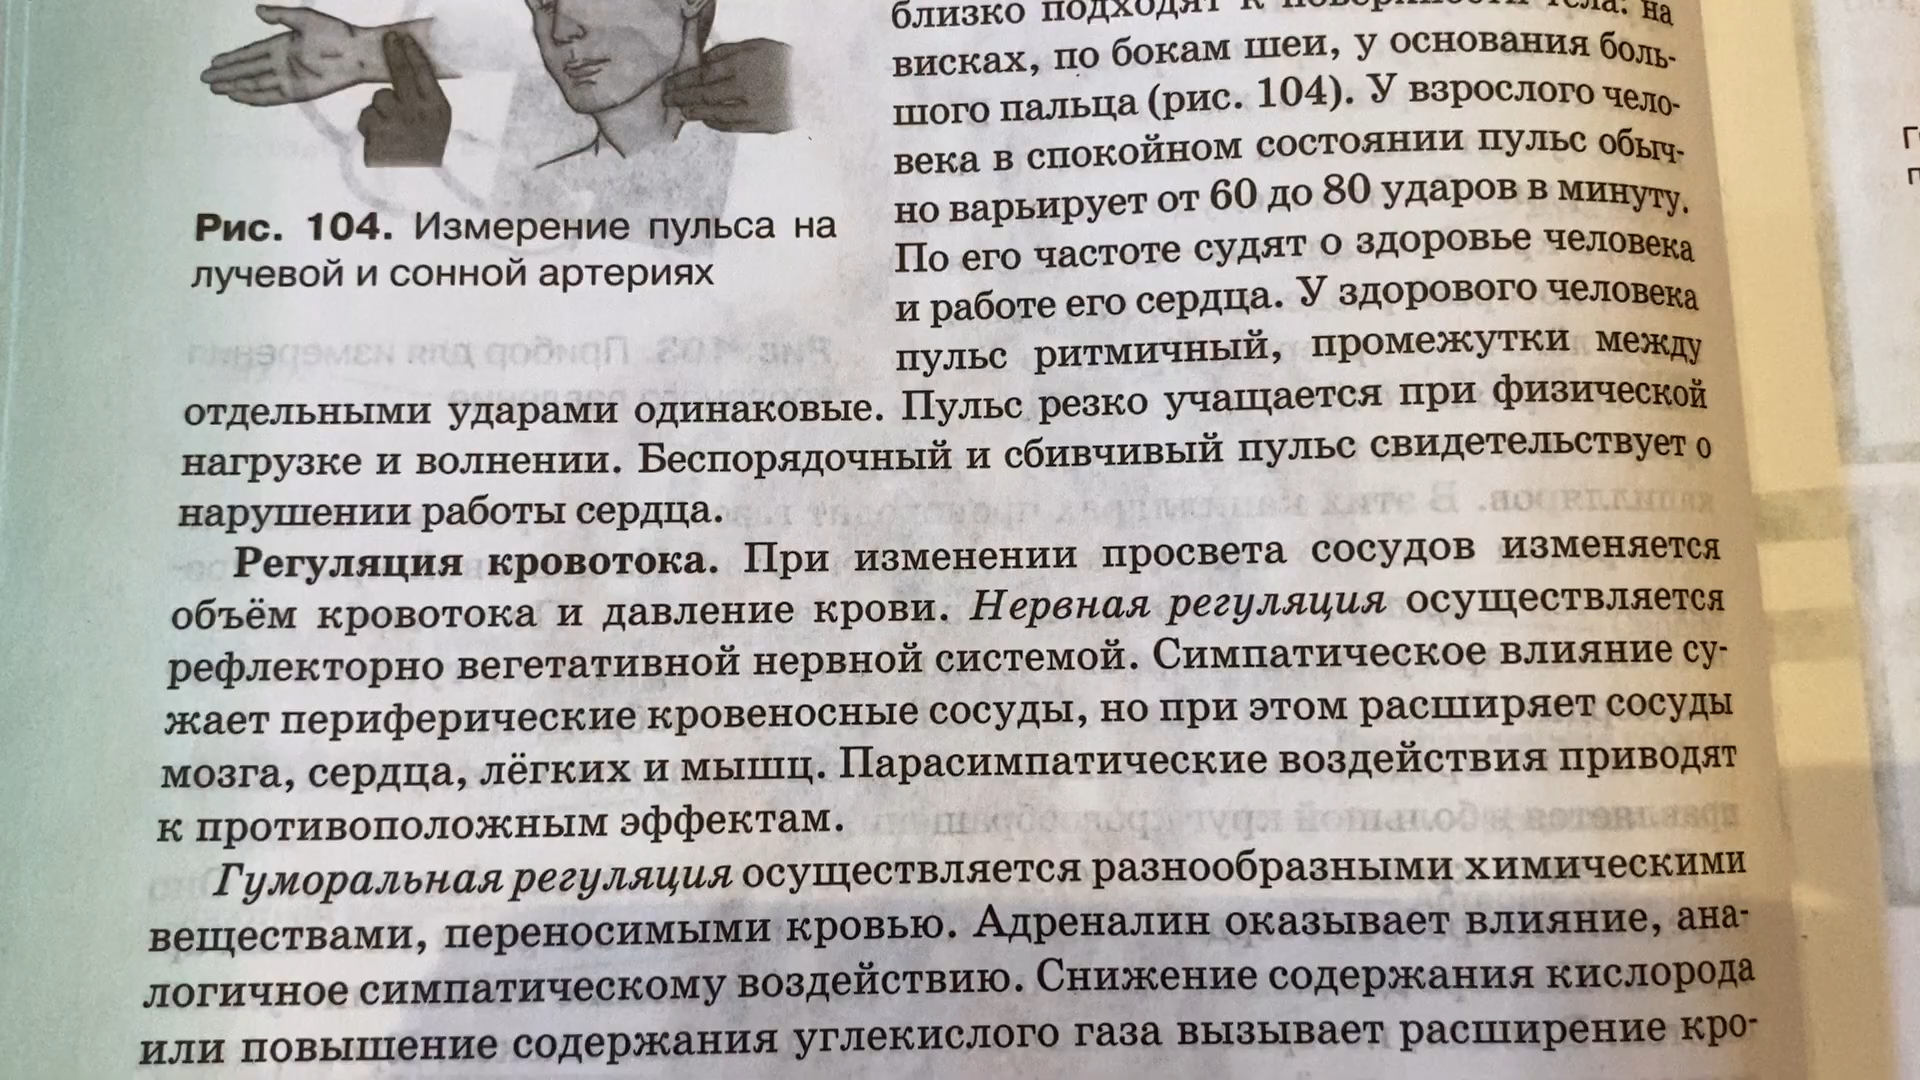 Рис. 104. Измерение пульса на
лучевой и сонной артериях
близко подходят к поверхности тела: на
висках, по бокам шеи, у основания боль-
шого пальца (рис. 104). У взрослого чело-
века в спокойном состоянии пульс обыч-
но варьирует от 60 до 80 ударов в минуту.
По его частоте судят о здоровье человека
и работе его сердца. У здорового человека
пульс ритмичный, промежутки между
отдельными ударами одинаковые. Пульс резко учащается при физической
нагрузке и волнении. Беспорядочный и сбивчивый пульс свидетельствует о
нарушении работы сердца.
Регуляция кровотока. При изменении просвета сосудов изменяется
объём кровотока и давление крови. Нервная регуляция осуществляется
рефлекторно вегетативной нервной системой. Симпатическое влияние су-
жает периферические кровеносные сосуды, но при этом расширяет сосуды
мозга, сердца, лёгких и мышц. Парасимпатические воздействия приводят
к противоположным эффектам.
Гуморальная регуляция осуществляется разнообразными химическими
веществами, переносимыми кровью. Адреналин оказывает влияние, ана-
логичное симпатическому воздействию. Снижение содержания кислорода
или повышение содержания углекислого газа вызывает расширение кро-